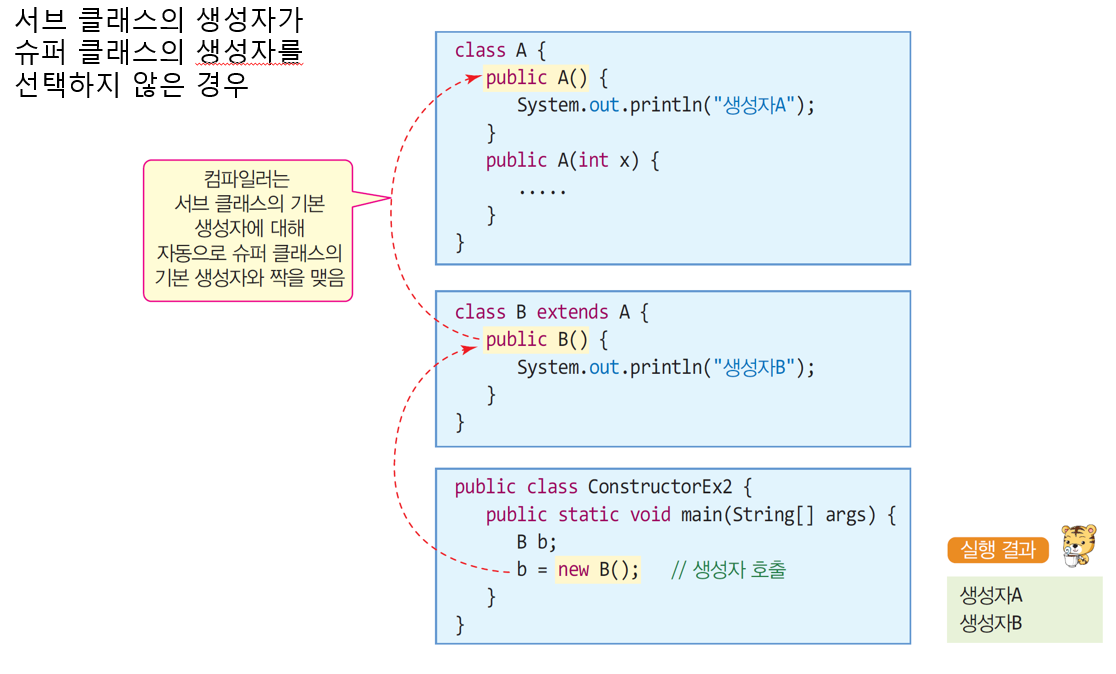 서브 클래스의 생성자가
슈퍼 클래스의 생성자를
선택하지 않은 경우
컴파일러는
서브 클래스의 기본
생성자에 대해
자동으로 슈퍼 클래스의
기본 생성자와 짝을 맺음
class A {
public A() {
System.out.println("생성자A");
}
public A(int x) {
.....
}
}
class B extends A {
public B() {
System.out.println("생성자B");
}
}
public class ConstructorEx2 {
public static void main(String[] args) {
B b;
b = new B(); // 생성자 호출
}
}
실행 결과
생성자A
생성자B